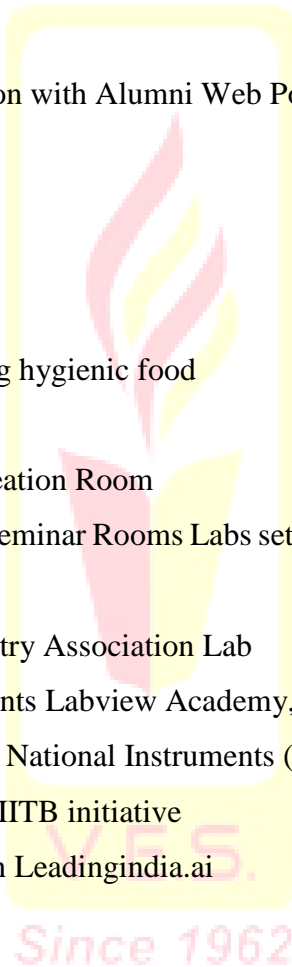 on with Alumni Web Po
g hygienic food
eation Room
eminar Rooms Labs set
try Association Lab
nts Labview Academy,
National Instruments (
IITB initiative
n Leadingindia.ai
V.E.S.
Since 1962